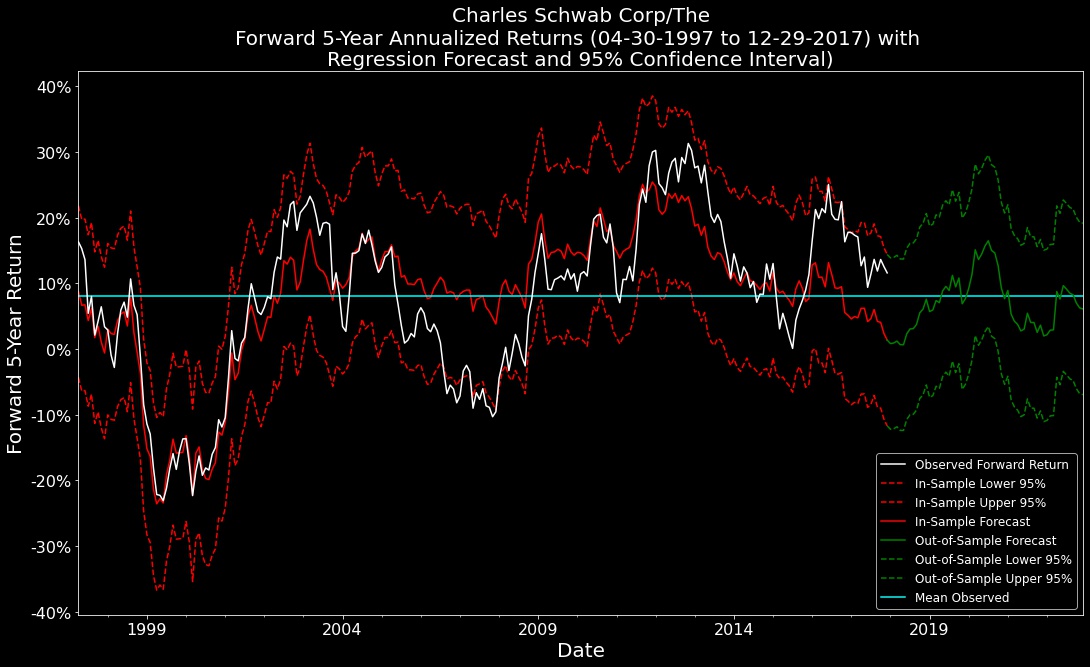 Charles Schwab Corp/The
Forward 5-Year Annualized Returns (04-30-1997 to 12-29-2017) with
Regression Forecast and 95% Confidence Interval)
40%
30%
20%
10%
0%
-10%
-20%
-30%
-40%
Forward 5-Year Return
Observed Forward Return
In-Sample Lower 95%
In-Sample Upper 95%
In-Sample Forecast
Out-of-Sample Forecast
Out-of-Sample Lower 95%
Out-of-Sample Upper 95%
Mean Observed
1999
2004
2009
2014
2019
Date